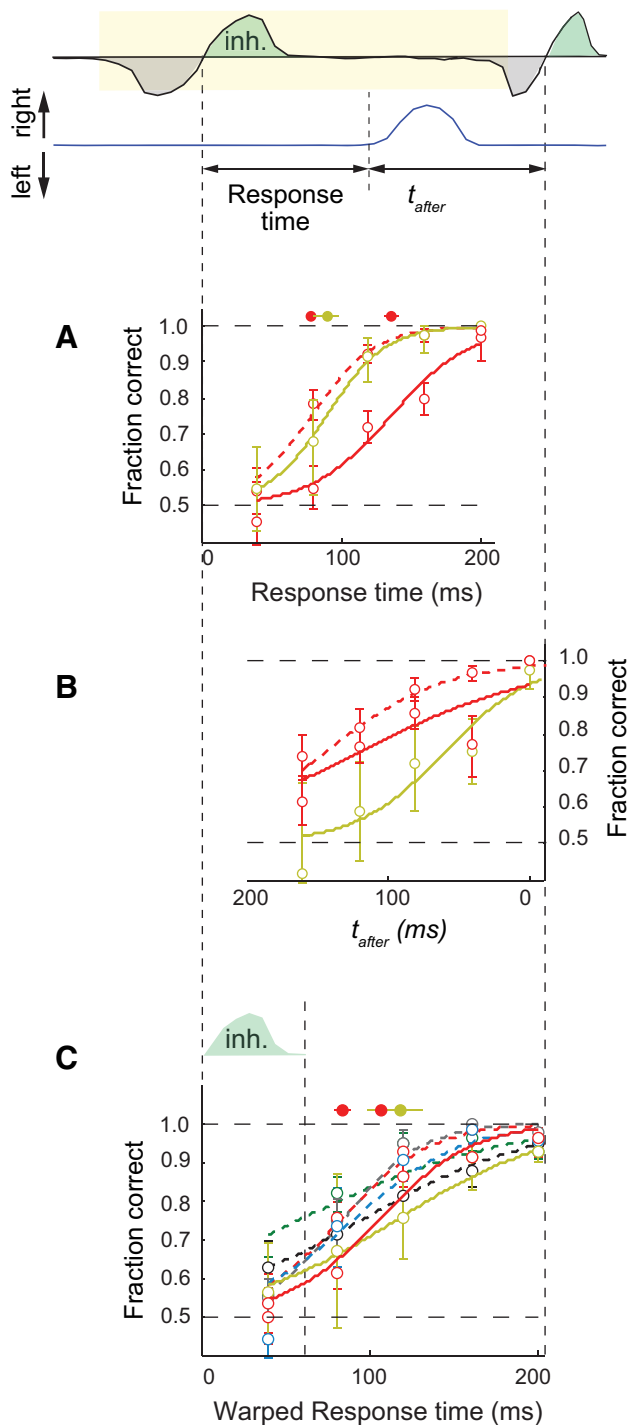 inh.
right
left
Response
time
t_after
A
Fraction correct
1.0
0.9
0.8
0.7
0.6
0.5
0
100
200
Response time (ms)
B
1.0
0.9
0.8
0.7
0.6
0.5
Fraction correct
200
100
0
t_after (ms)
inh.
C
Fraction correct
1.0
0.9
0.8
0.7
0.6
0.5
0
100
200
Warped Response time (ms)